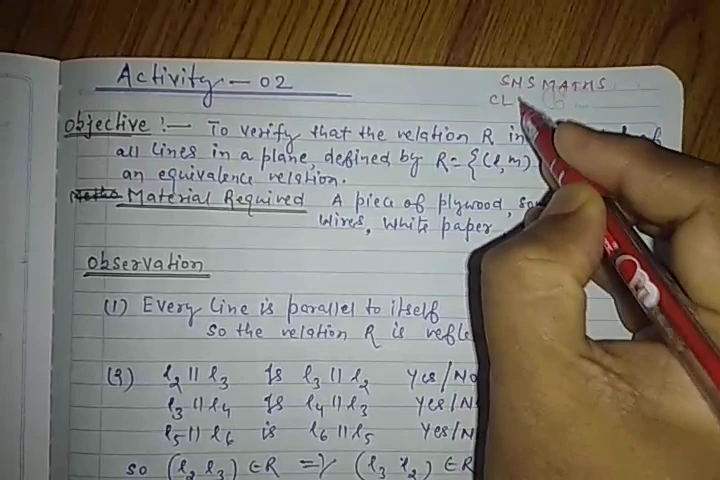 Activity - 02
SNS MATHS
CL
Objective :- To verify that the relation R in
all lines in a plane, defined by R = {(l, m)
an equivalence relation.
Material Required A piece of plywood,
wires, white paper
Observation
(1) Every line is parallel to itself
so the relation R is refle
(2) l₂ || l₃ Is l₃ || l₂ Yes/No
l₃ || l₄ Is l₄ || l₃ Yes/N
l₅ || l₆ is l₆ || l₅ Yes/N
so (l₂ l₃) ∈ R ⇒ (l₃ l₂) ∈ R